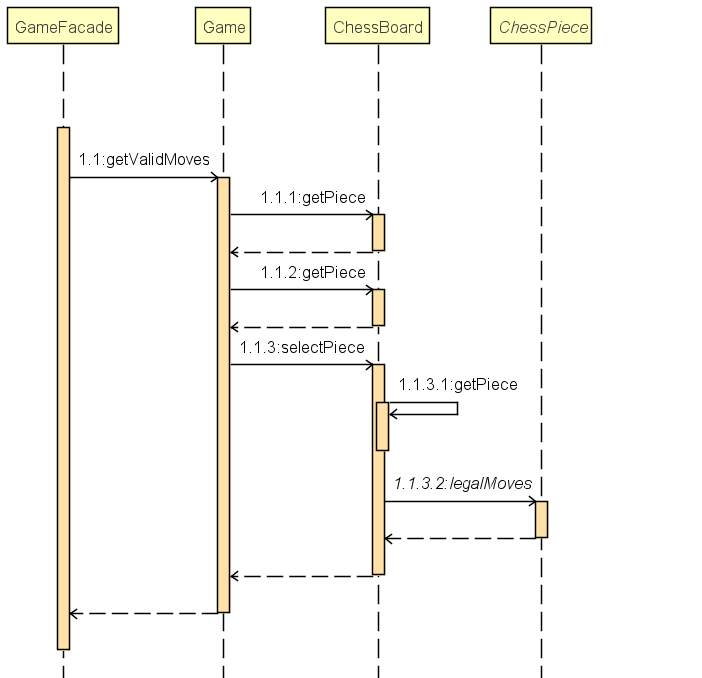 GameFacade
Game
ChessBoard
ChessPiece
1.1:getValidMoves
1.1.1:getPiece
1.1.2:getPiece
1.1.3:selectPiece
1.1.3.1:getPiece
1.1.3.2:legalMoves